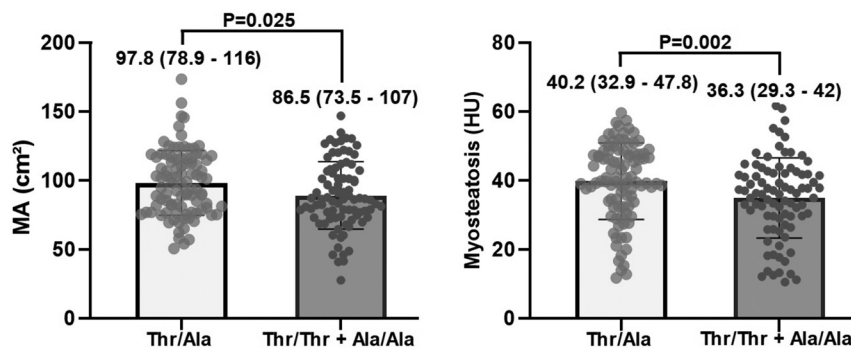 P=0.025
97.8 (78.9 - 116)
86.5 (73.5 - 107)
MA (cm²)
200
150
100
50
0
Thr/Ala
Thr/Thr + Ala/Ala
P=0.002
40.2 (32.9 - 47.8)
36.3 (29.3 - 42)
Myosteatosis (HU)
80
60
40
20
0
Thr/Ala
Thr/Thr + Ala/Ala